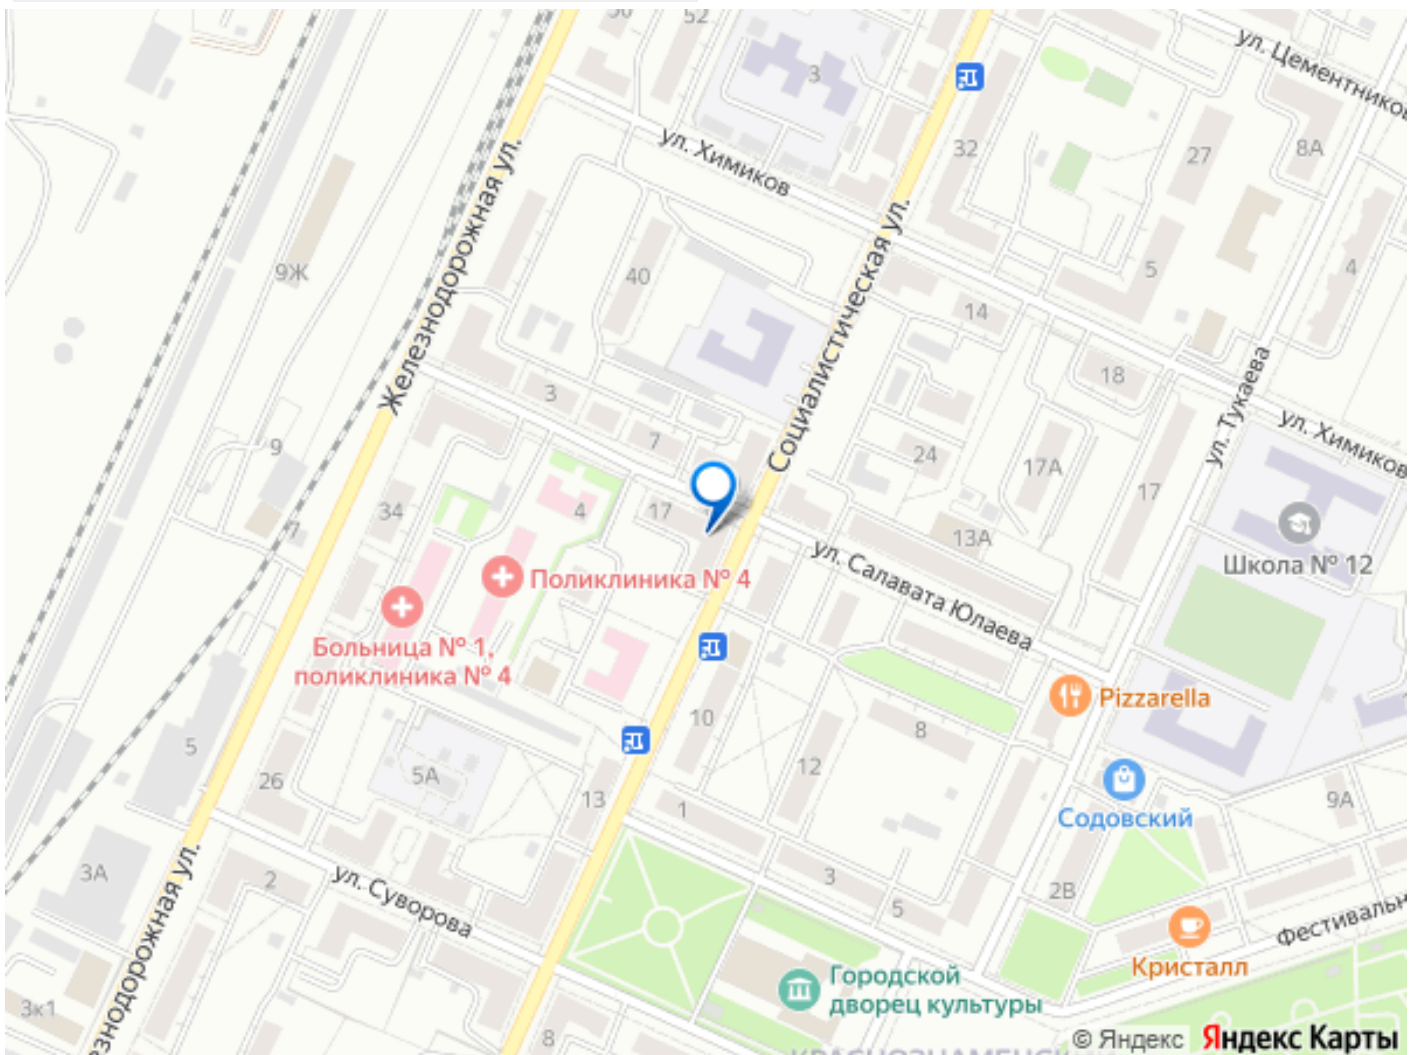 52
ул. Цементников
3
32
27
8А
ул. Химиков
Железнодорожная ул.
Социалистическая ул.
9Ж
40
5
4
14
18
ул. Тукаева
ул. Химиков
3
7
24
17А
17
9
7
34
4
17
13А
Школа № 12
ул. Салавата Юлаева
Поликлиника № 4
Больница № 1,
поликлиника № 4
Pizzarella
10
8
5
5А
12
26
13
1
9А
Содовский
3А
2
3
2В
5
ул. Суворова
Железнодорожная ул.
Фестивальн
Кристалл
Городской
дворец культуры
3к1
8
© Яндекс Яндекс Карты